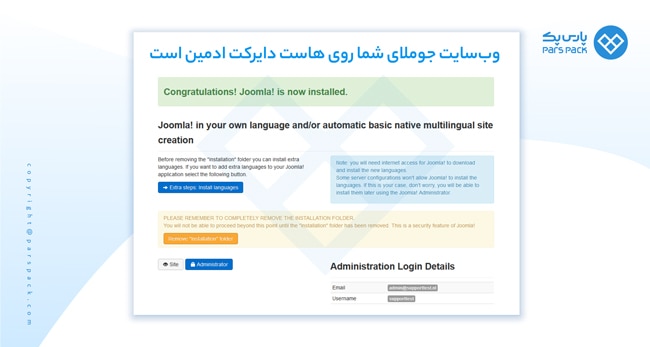 پارس پک
Pars Pack
وب‌سایت جوملای شما روی هاست دایرکت ادمین است
Congratulations! Joomla! is now installed.
Joomla! in your own language and/or automatic basic native multilingual site
creation
Before removing the "installation" folder you can install extra
languages. If you want to add extra languages to your Joomla!
application select the following button.
Extra steps: Install languages
Note: you will need internet access for Joomla! to download
and install the new languages.
Some server configurations won't allow Joomla! to install the
languages. If this is your case, don't worry, you will be able to
install them later using the Joomla! Administrator.
PLEASE REMEMBER TO COMPLETELY REMOVE THE INSTALLATION FOLDER.
You will not be able to proceed beyond this point until the "installation" folder has been removed. This is a security feature of Joomla!
Remove "installation" folder
Site
Administrator
Administration Login Details
Email
Username
supporttest
copyright@parspack.com